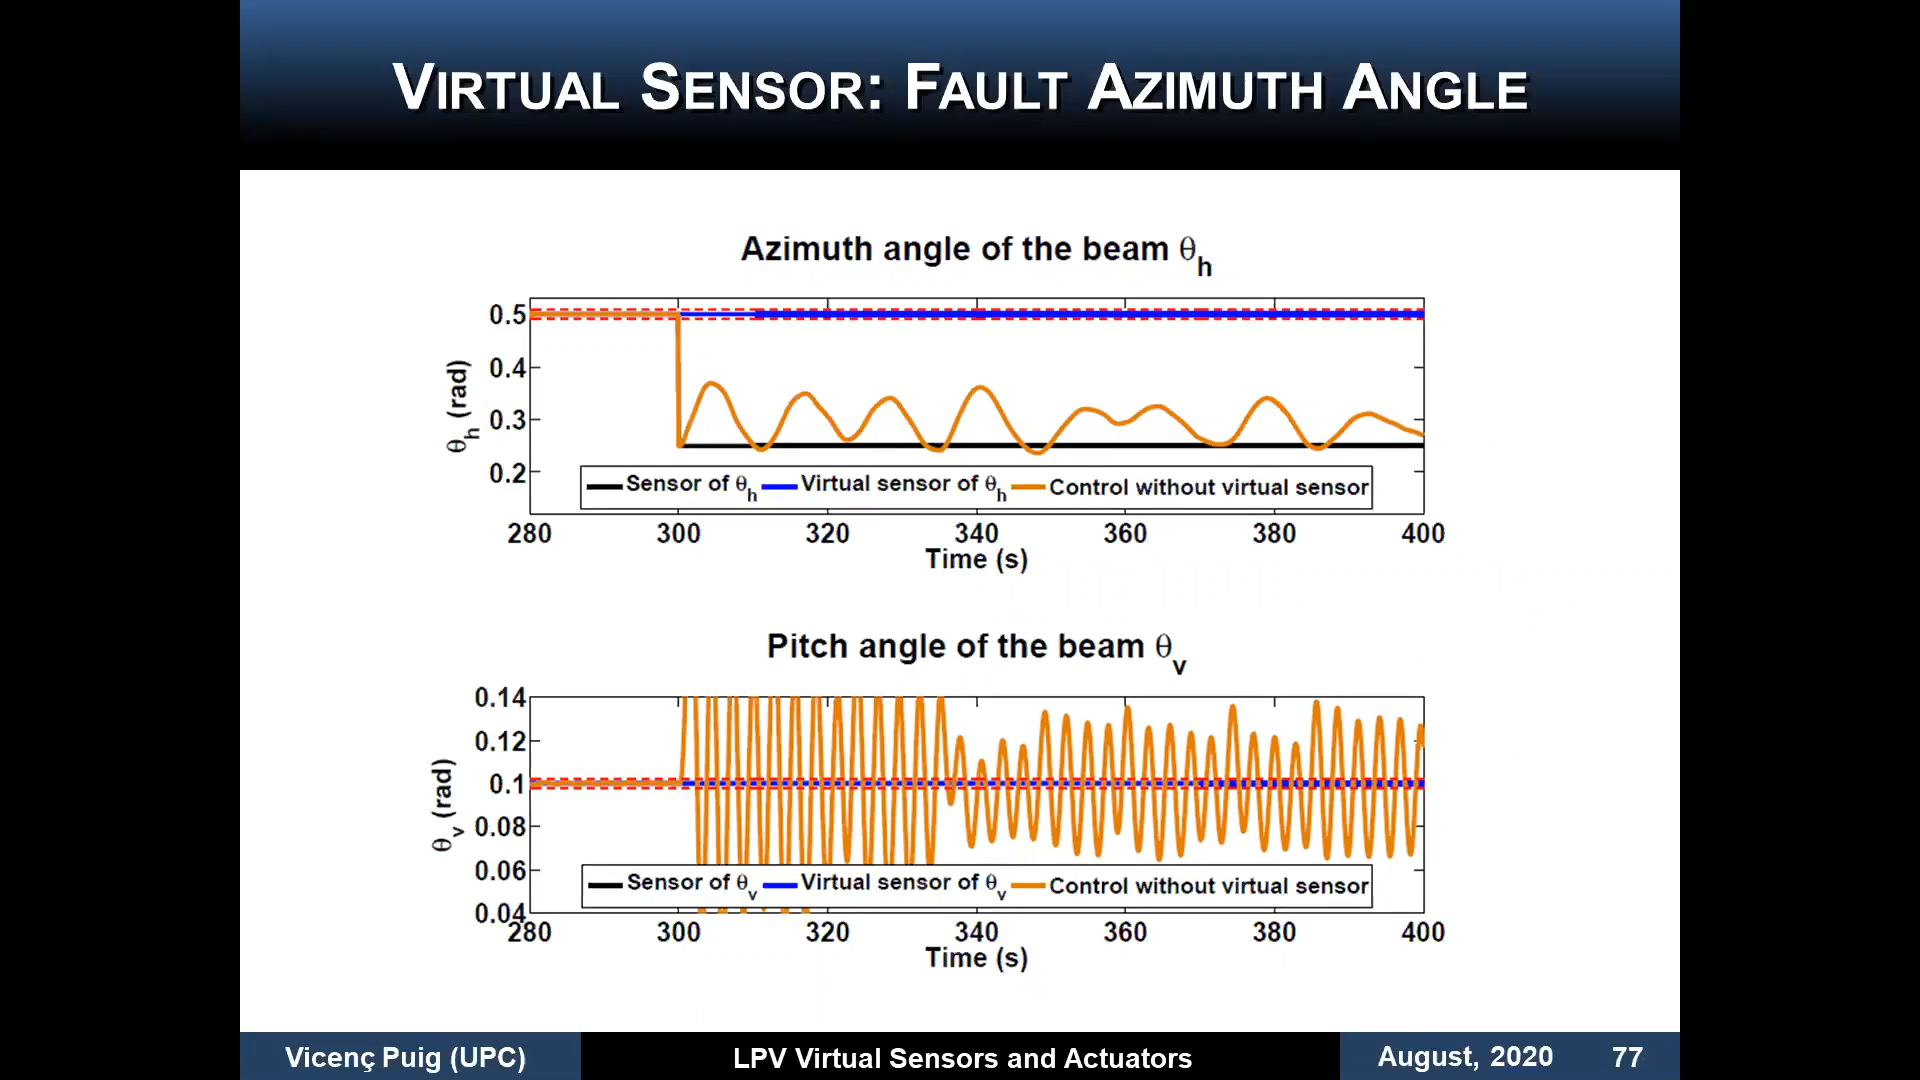 VIRTUAL SENSOR: FAULT AZIMUTH ANGLE
Azimuth angle of the beam θh
0.5
0.4
0.3
0.2
θh (rad)
Sensor of θh Virtual sensor of θh Control without virtual sensor
280 300 320 340 360 380 400
Time (s)
Pitch angle of the beam θv
0.14
0.12
0.1
0.08
0.06
0.04
θv (rad)
Sensor of θv Virtual sensor of θv Control without virtual sensor
280 300 320 340 360 380 400
Time (s)
Vicenç Puig (UPC) LPV Virtual Sensors and Actuators August, 2020 77